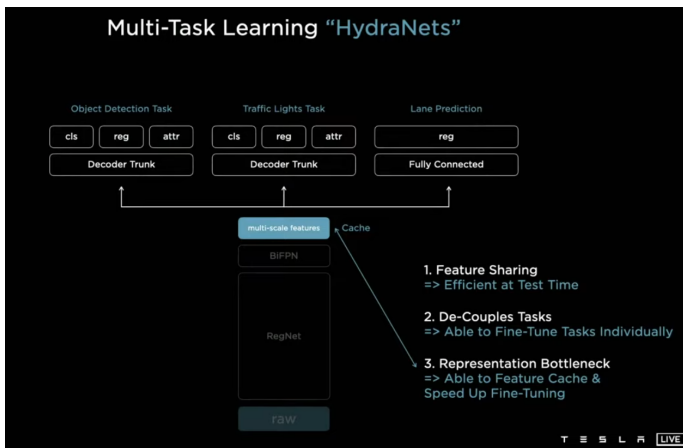 Multi-Task Learning “HydraNets”
Object Detection Task
Traffic Lights Task
Lane Prediction
cls reg attr
cls reg attr
reg
Decoder Trunk
Decoder Trunk
Fully Connected
multi-scale features
Cache
BiFPN
RegNet
raw
1. Feature Sharing
=> Efficient at Test Time
2. De-Couples Tasks
=> Able to Fine-Tune Tasks Individually
3. Representation Bottleneck
=> Able to Feature Cache &
Speed Up Fine-Tuning
TESLA LIVE